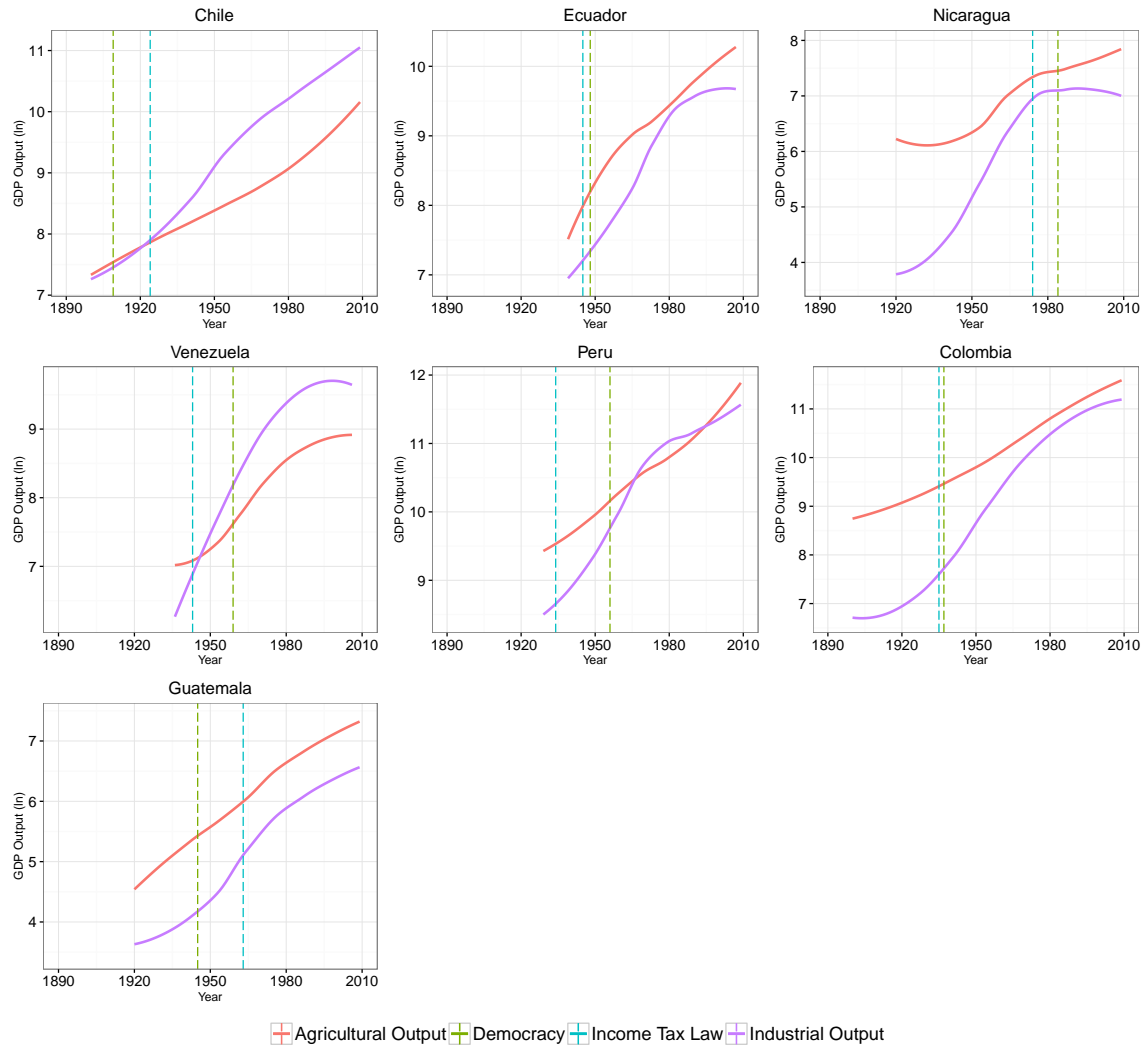 Chile
GDP Output (ln)
11
10
9
8
7
1890 1920 1950 1980 2010
Year
Ecuador
GDP Output (ln)
10
9
8
7
1890 1920 1950 1980 2010
Year
Nicaragua
GDP Output (ln)
8
7
6
5
4
1890 1920 1950 1980 2010
Year
Venezuela
GDP Output (ln)
9
8
7
1890 1920 1950 1980 2010
Year
Peru
GDP Output (ln)
12
11
10
9
1890 1920 1950 1980 2010
Year
Colombia
GDP Output (ln)
11
10
9
8
7
1890 1920 1950 1980 2010
Year
Guatemala
GDP Output (ln)
7
6
5
4
1890 1920 1950 1980 2010
Year
Agricultural Output Democracy Income Tax Law Industrial Output